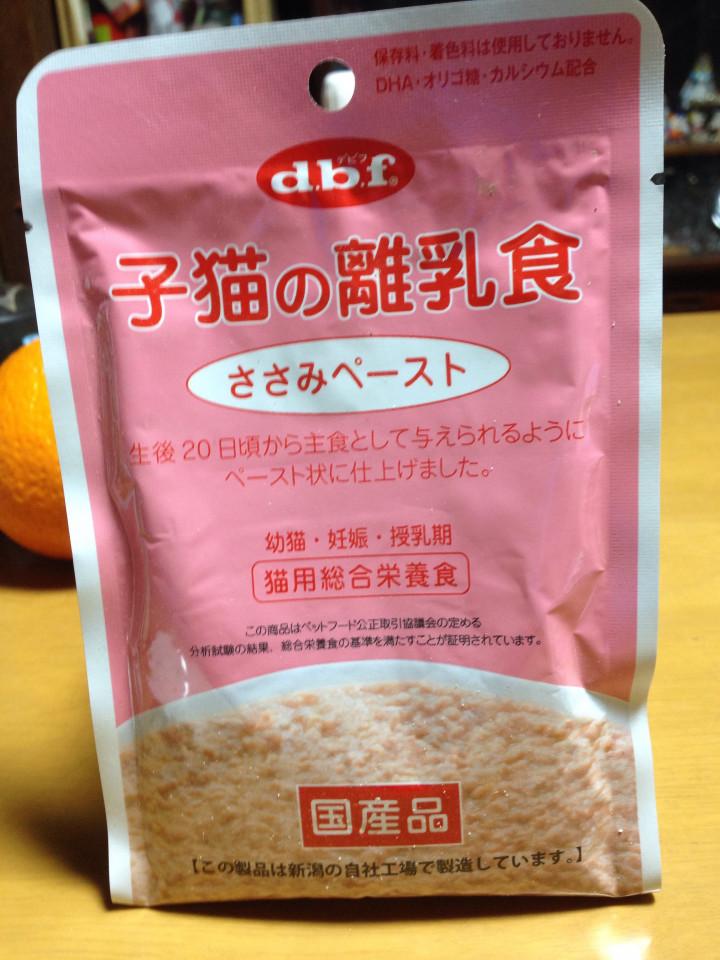 保存料・着色料は使用しておりません。
DHA・オリゴ糖・カルシウム配合
デビフ
d.b.f.®
子猫の離乳食
ささみペースト
生後20日頃から主食として与えられるように
ペースト状に仕上げました。
幼猫・妊娠・授乳期
猫用総合栄養食
この商品はペットフード公正取引協議会の定める
分析試験の結果、総合栄養食の基準を満たすことが証明されています。
国産品
【この製品は新潟の自社工場で製造しています。】